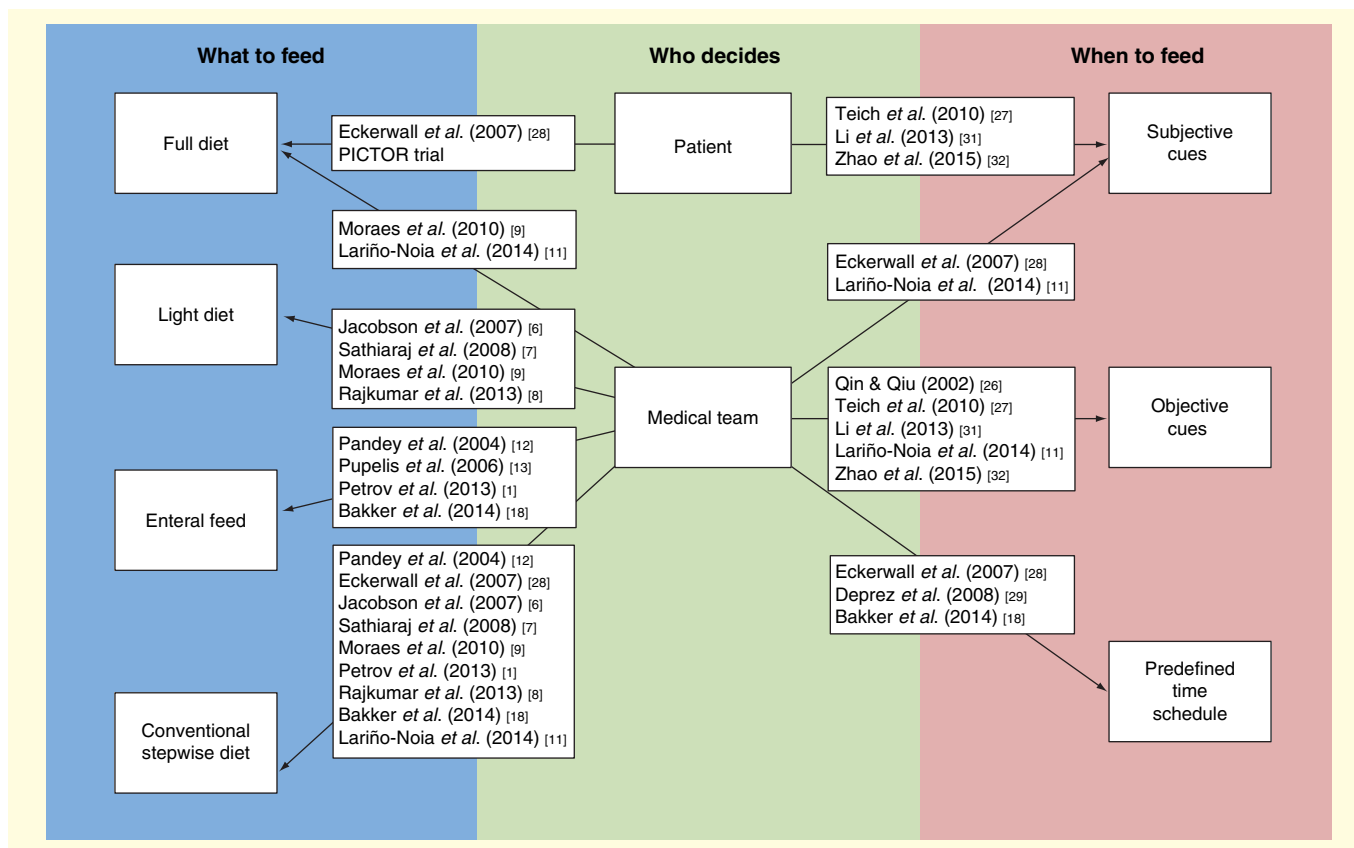 What to feed
Who decides
When to feed
Full diet
Eckerwall et al. (2007) [28]
PICTOR trial
Patient
Teich et al. (2010) [27]
Li et al. (2013) [31]
Zhao et al. (2015) [32]
Subjective
cues
Moraes et al. (2010) [9]
Lariño-Noia et al. (2014) [11]
Eckerwall et al. (2007) [28]
Lariño-Noia et al. (2014) [11]
Light diet
Jacobson et al. (2007) [6]
Sathiaraj et al. (2008) [7]
Moraes et al. (2010) [9]
Rajkumar et al. (2013) [8]
Medical team
Qin & Qiu (2002) [26]
Teich et al. (2010) [27]
Li et al. (2013) [31]
Lariño-Noia et al. (2014) [11]
Zhao et al. (2015) [32]
Objective
cues
Enteral feed
Pandey et al. (2004) [12]
Pupelis et al. (2006) [13]
Petrov et al. (2013) [1]
Bakker et al. (2014) [18]
Conventional
stepwise diet
Pandey et al. (2004) [12]
Eckerwall et al. (2007) [28]
Jacobson et al. (2007) [6]
Sathiaraj et al. (2008) [7]
Moraes et al. (2010) [9]
Petrov et al. (2013) [1]
Rajkumar et al. (2013) [8]
Bakker et al. (2014) [18]
Lariño-Noia et al. (2014) [11]
Eckerwall et al. (2007) [28]
Deprez et al. (2008) [29]
Bakker et al. (2014) [18]
Predefined
time
schedule